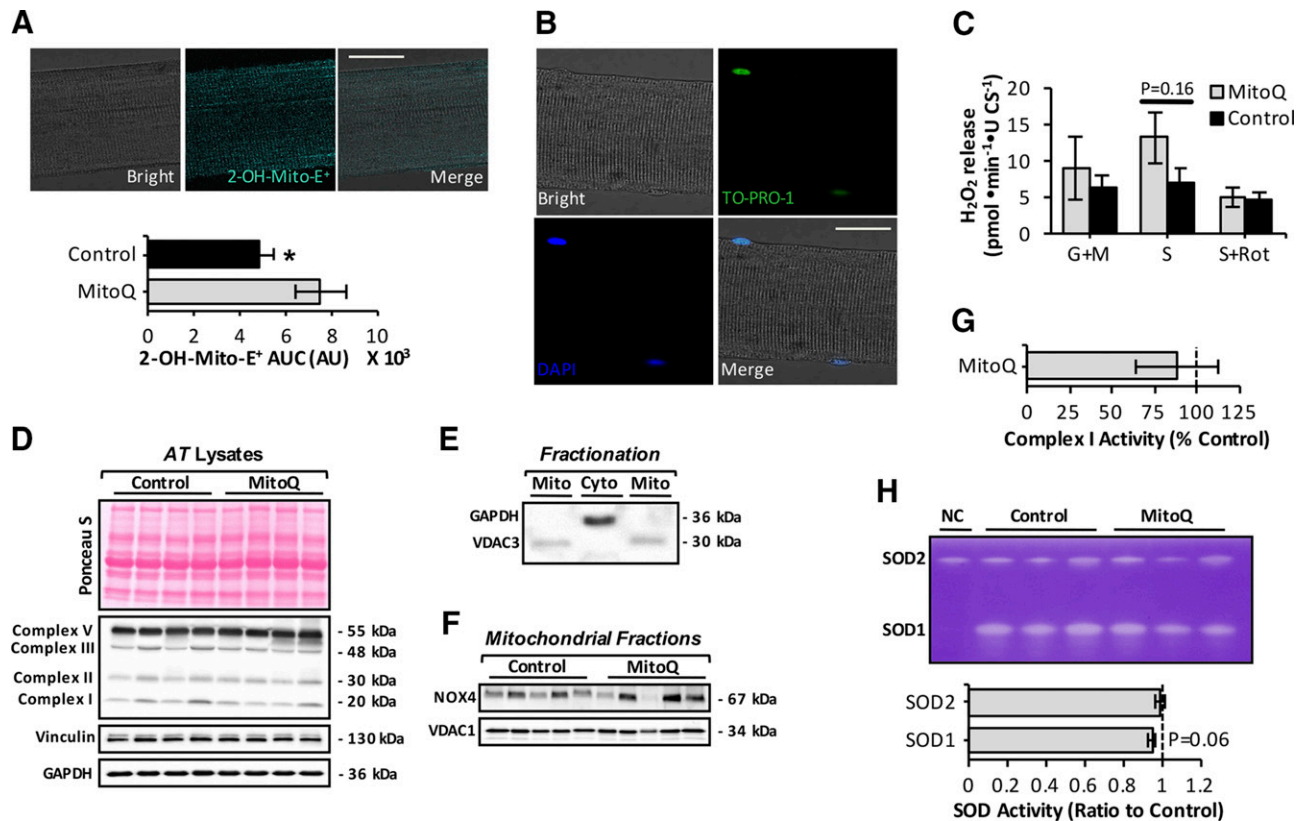 A
Bright
2-OH-Mito-E+
Merge
Control
*
MitoQ
0 2 4 6 8 10
2-OH-Mito-E+ AUC (AU) X 10³
B
Bright
TO-PRO-1
DAPI
Merge
C
P=0.16
MitoQ
Control
H₂O₂ release
(pmol •min⁻¹•U CS⁻¹)
20
15
10
5
0
G+M S S+Rot
G
MitoQ
0 25 50 75 100 125
Complex I Activity (% Control)
D
AT Lysates
Control MitoQ
Ponceau S
Complex V - 55 kDa
Complex III - 48 kDa
Complex II - 30 kDa
Complex I - 20 kDa
Vinculin - 130 kDa
GAPDH - 36 kDa
E
Fractionation
Mito Cyto Mito
GAPDH - 36 kDa
VDAC3 - 30 kDa
F
Mitochondrial Fractions
Control MitoQ
NOX4 - 67 kDa
VDAC1 - 34 kDa
H
NC Control MitoQ
SOD2
SOD1
SOD2
SOD1 P=0.06
0 0.2 0.4 0.6 0.8 1 1.2
SOD Activity (Ratio to Control)